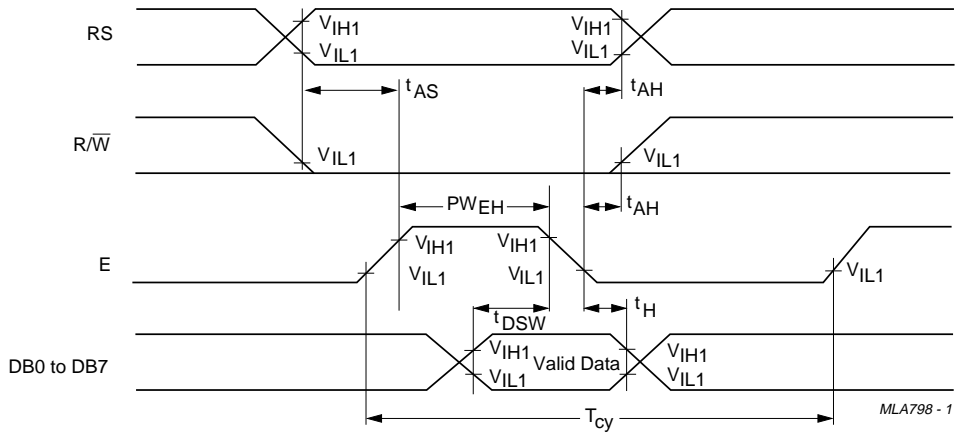 RS
VIH1
VIL1
VIH1
VIL1
tAS
tAH
R/W̅
VIL1
VIL1
PWEH
tAH
E
VIH1
VIL1
VIH1
VIL1
VIL1
tDSW
tH
DB0 to DB7
VIH1
VIL1
Valid Data
VIH1
VIL1
Tcy
MLA798 - 1